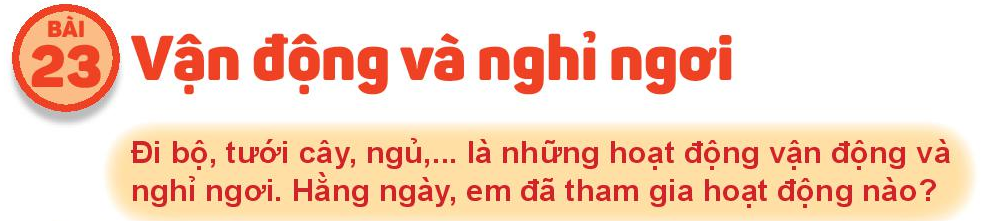 BÀI
23
Vận động và nghỉ ngơi
Đi bộ, tưới cây, ngủ,... là những hoạt động vận động và
nghỉ ngơi. Hằng ngày, em đã tham gia hoạt động nào?